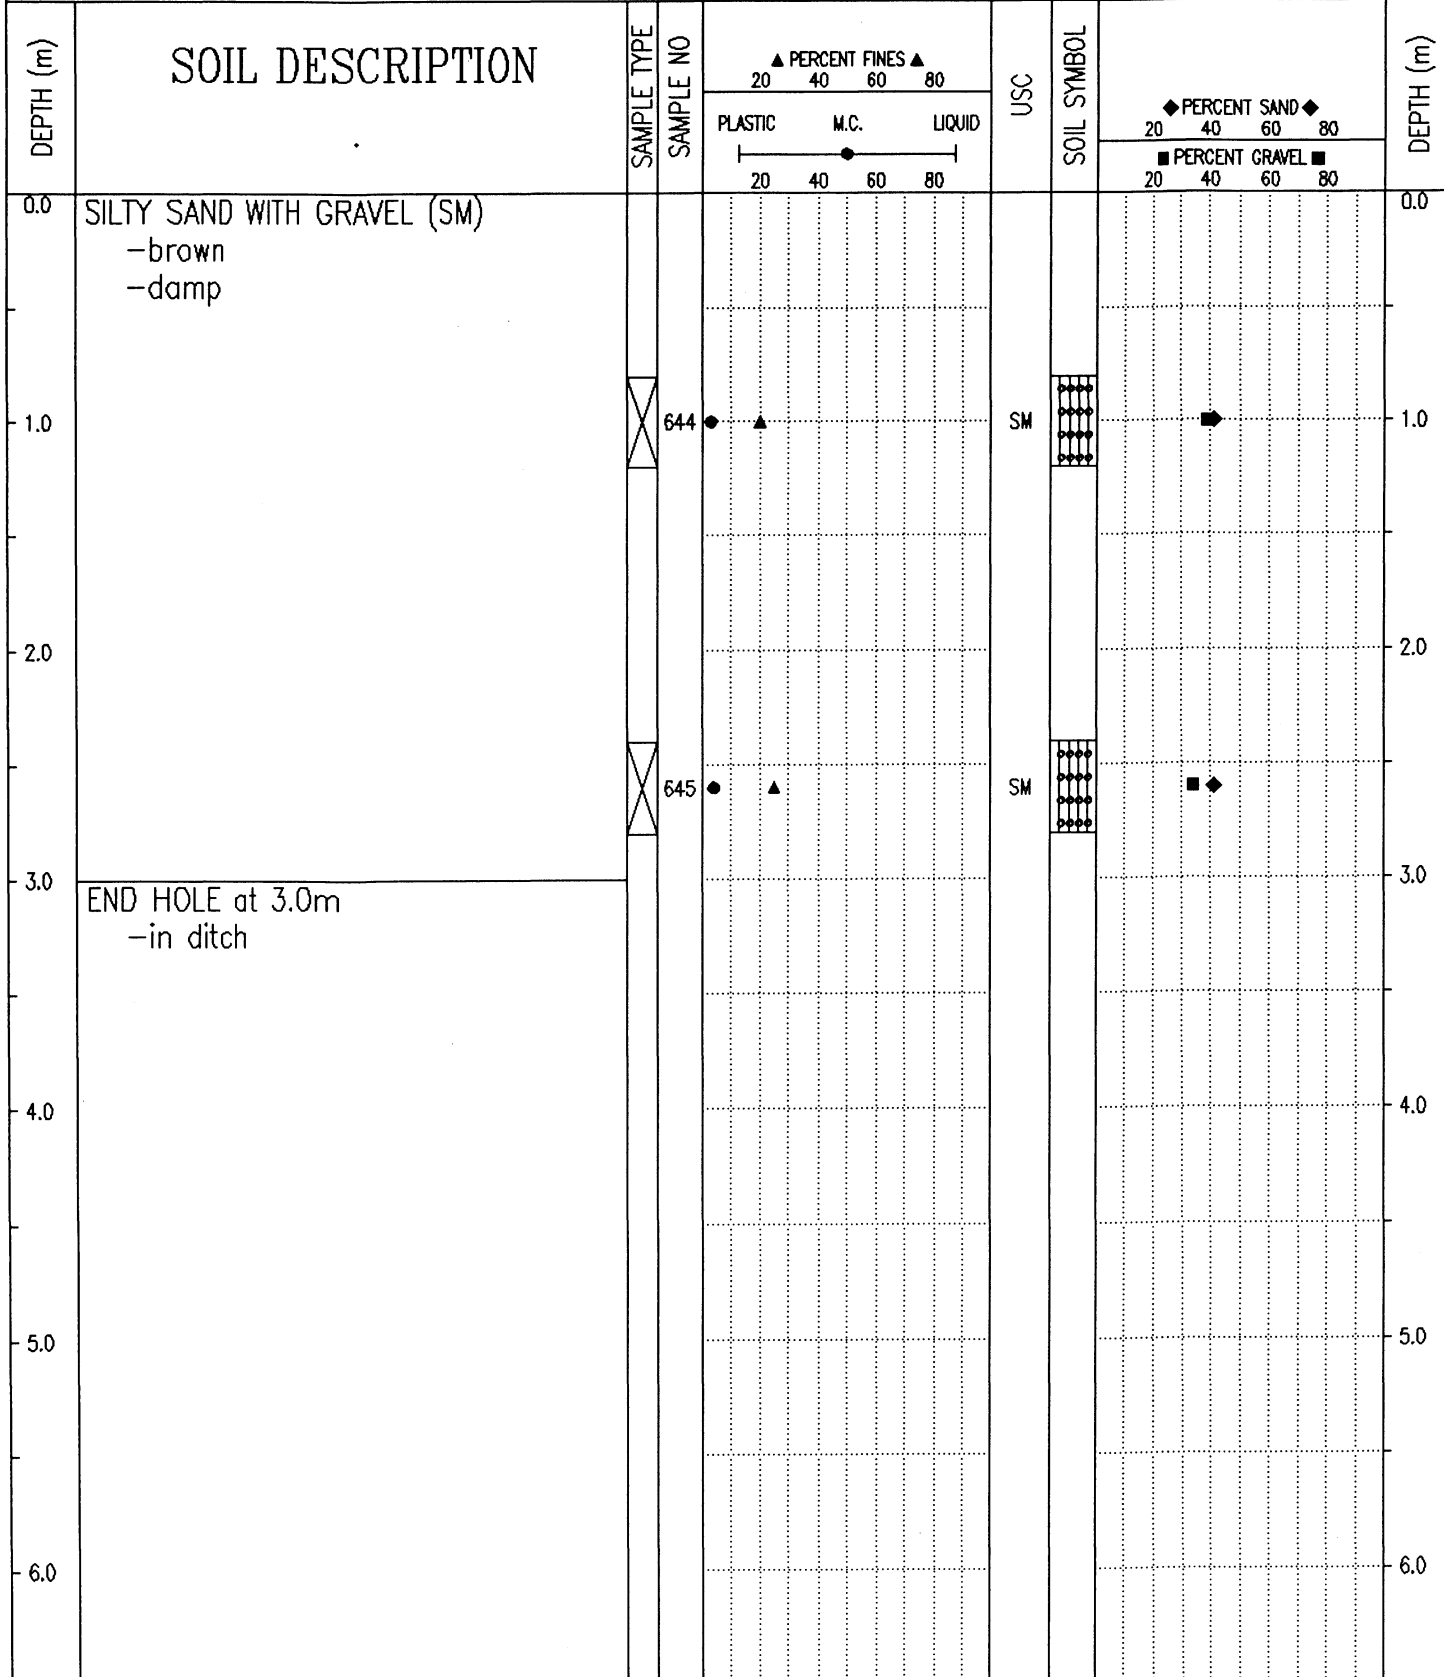 DEPTH (m)
SOIL DESCRIPTION
SAMPLE TYPE
SAMPLE NO
▲ PERCENT FINES ▲
20 40 60 80
PLASTIC M.C. LIQUID
20 40 60 80
USC
SOIL SYMBOL
◆ PERCENT SAND ◆
20 40 60 80
■ PERCENT GRAVEL ■
20 40 60 80
DEPTH (m)
0.0 SILTY SAND WITH GRAVEL (SM) 0.0
-brown
-damp
1.0 644 SM 1.0
2.0 2.0
645 SM
3.0 3.0
END HOLE at 3.0m
-in ditch
4.0 4.0
5.0 5.0
6.0 6.0